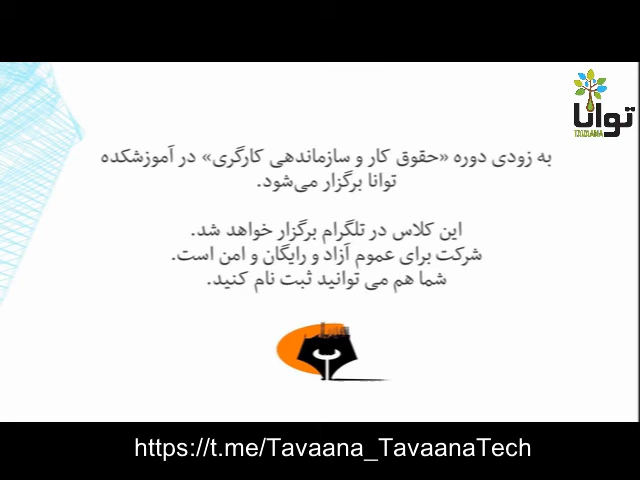 توانا
TAVAANA
به زودی دوره «حقوق کار و سازماندهی کارگری» در آموزشکده
توانا برگزار می‌شود.
این کلاس در تلگرام برگزار خواهد شد.
شرکت برای عموم آزاد و رایگان و امن است.
شما هم می توانید ثبت نام کنید.
https://t.me/Tavaana_TavaanaTech